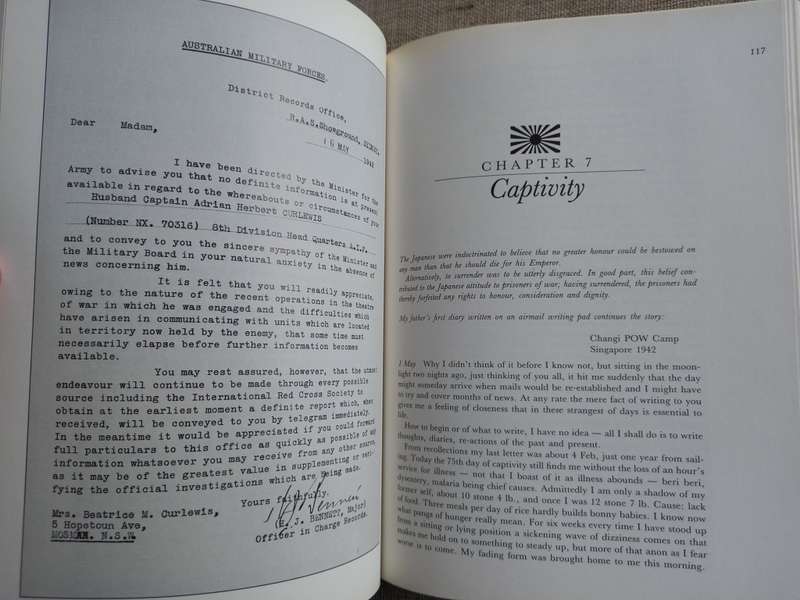 AUSTRALIAN MILITARY FORCES.
District Records Office,
R.A.S. Showground, SYDNEY,
16 MAY 1942
Dear Madam,
I have been directed by the Minister for the
Army to advise you that no definite information is at present
available in regard to the whereabouts or circumstances of your
Husband Captain Adrian Herbert CURLEWIS
(Number NX. 70316) 8th Division Head Quarters A.I.F.
and to convey to you the sincere sympathy of the Minister and
the Military Board in your natural anxiety in the absence of
news concerning him.
It is felt that you will readily appreciate,
owing to the nature of the recent operations in the theatre
of war in which he was engaged and the difficulties which
have arisen in communicating with units which are located
in territory now held by the enemy, that some time must
necessarily elapse before further information becomes
available.
You may rest assured, however, that the utmost
endeavour will continue to be made through every possible
source including the International Red Cross Society to
obtain at the earliest moment a definite report which, when
received, will be conveyed to you by telegram immediately.
In the meantime it would be appreciated if you could forward
full particulars to this office as quickly as possible of any
information whatsoever you may receive from any other source,
as it may be of the greatest value in supplementing or veri-
fying the official investigations which are being made.
Yours faithfully.
(E. J. BENNETT, Major)
Officer in Charge Records.
Mrs. Beatrice M. Curlewis,
5 Hopetoun Ave,
MOSMAN. N.S.W.
117
CHAPTER 7
Captivity
The Japanese were indoctrinated to believe that no greater honour could be bestowed on
any man than that he should die for his Emperor.
Alternatively, to surrender was to be utterly disgraced. In good part, this belief con-
tributed to the Japanese attitude to prisoners of war; having surrendered, the prisoners had
thereby forfeited any rights to honour, consideration and dignity.
My father's first diary written on an airmail writing pad continues the story:
Changi POW Camp
Singapore 1942
1 May Why I didn't think of it before I know not, but sitting in the moon-
light two nights ago, just thinking of you all, it hit me suddenly that the day
might someday arrive when mails would be re-established and I might have
to try and cover months of news. At any rate the mere fact of writing to you
gives me a feeling of closeness that in these strangest of days is essential to
life.
How to begin or of what to write, I have no idea — all I shall do is to write
thoughts, diaries, re-actions of the past and present.
From recollections my last letter was about 4 Feb, just one year from sail-
ing. Today the 75th day of captivity still finds me without the loss of an hour's
service for illness — not that I boast of it as illness abounds — beri beri,
dysentery, malaria being chief causes. Admittedly I am only a shadow of my
former self, about 10 stone 4 lb., and once I was 12 stone 7 lb. Cause: lack
of food. Three meals per day of rice hardly builds bonny babies. I know now
what pangs of hunger really mean. For six weeks every time I have stood up
from a sitting or lying position a sickening wave of dizziness comes on that
makes me hold on to something to steady up, but more of that anon as I fear
worse is to come. My fading form was brought home to me this morning.